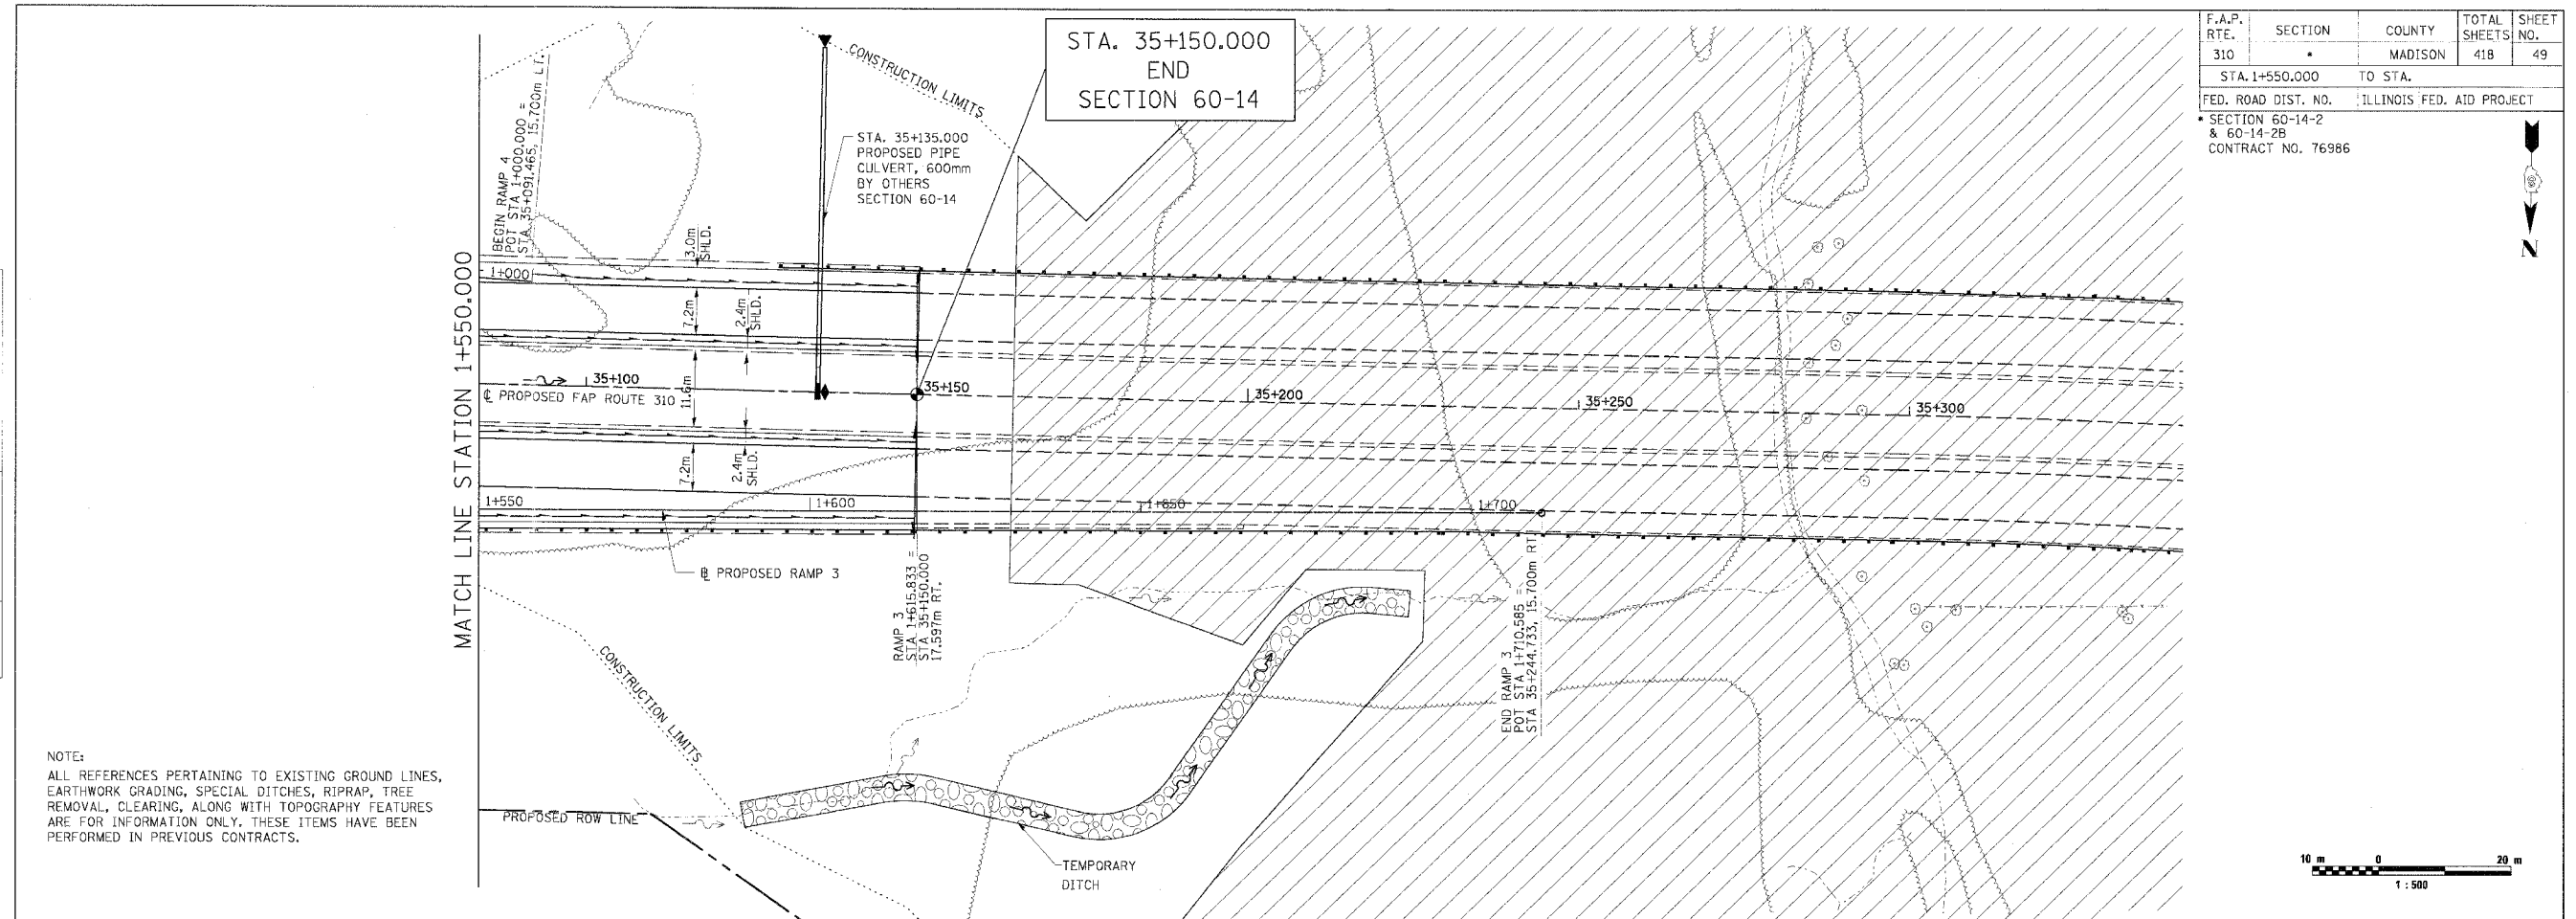 F.A.P. RTE. SECTION COUNTY TOTAL SHEETS SHEET NO.
310 * MADISON 418 49
STA. 1+550.000 TO STA.
FED. ROAD DIST. NO. ILLINOIS FED. AID PROJECT
* SECTION 60-14-2
& 60-14-2B
CONTRACT NO. 76986
N
STA. 35+150.000
END
SECTION 60-14
CONSTRUCTION LIMITS
STA. 35+135.000
PROPOSED PIPE
CULVERT, 600mm
BY OTHERS
SECTION 60-14
BEGIN RAMP 4
POT STA 1+000.000 =
STA 35+091.465, 15.700m LT.
MATCH LINE STATION 1+550.000
1+000
3.0m
SHLD.
7.2m
2.4m
SHLD.
35+100
35+150
35+200
35+250
35+300
℄ PROPOSED FAP ROUTE 310
11.6m
7.2m
2.4m
SHLD.
1+550
1+600
1+650
1+700
PROPOSED RAMP 3
RAMP 3
STA 1+615.833 =
STA 35+150.000
17.597m RT.
END RAMP 3
POT STA 1+710.585 =
STA 35+244.733, 15.700m RT.
CONSTRUCTION LIMITS
NOTE:
ALL REFERENCES PERTAINING TO EXISTING GROUND LINES,
EARTHWORK GRADING, SPECIAL DITCHES, RIPRAP, TREE
REMOVAL, CLEARING, ALONG WITH TOPOGRAPHY FEATURES
ARE FOR INFORMATION ONLY. THESE ITEMS HAVE BEEN
PERFORMED IN PREVIOUS CONTRACTS.
PROPOSED ROW LINE
TEMPORARY
DITCH
10 m 0 20 m
1 : 500